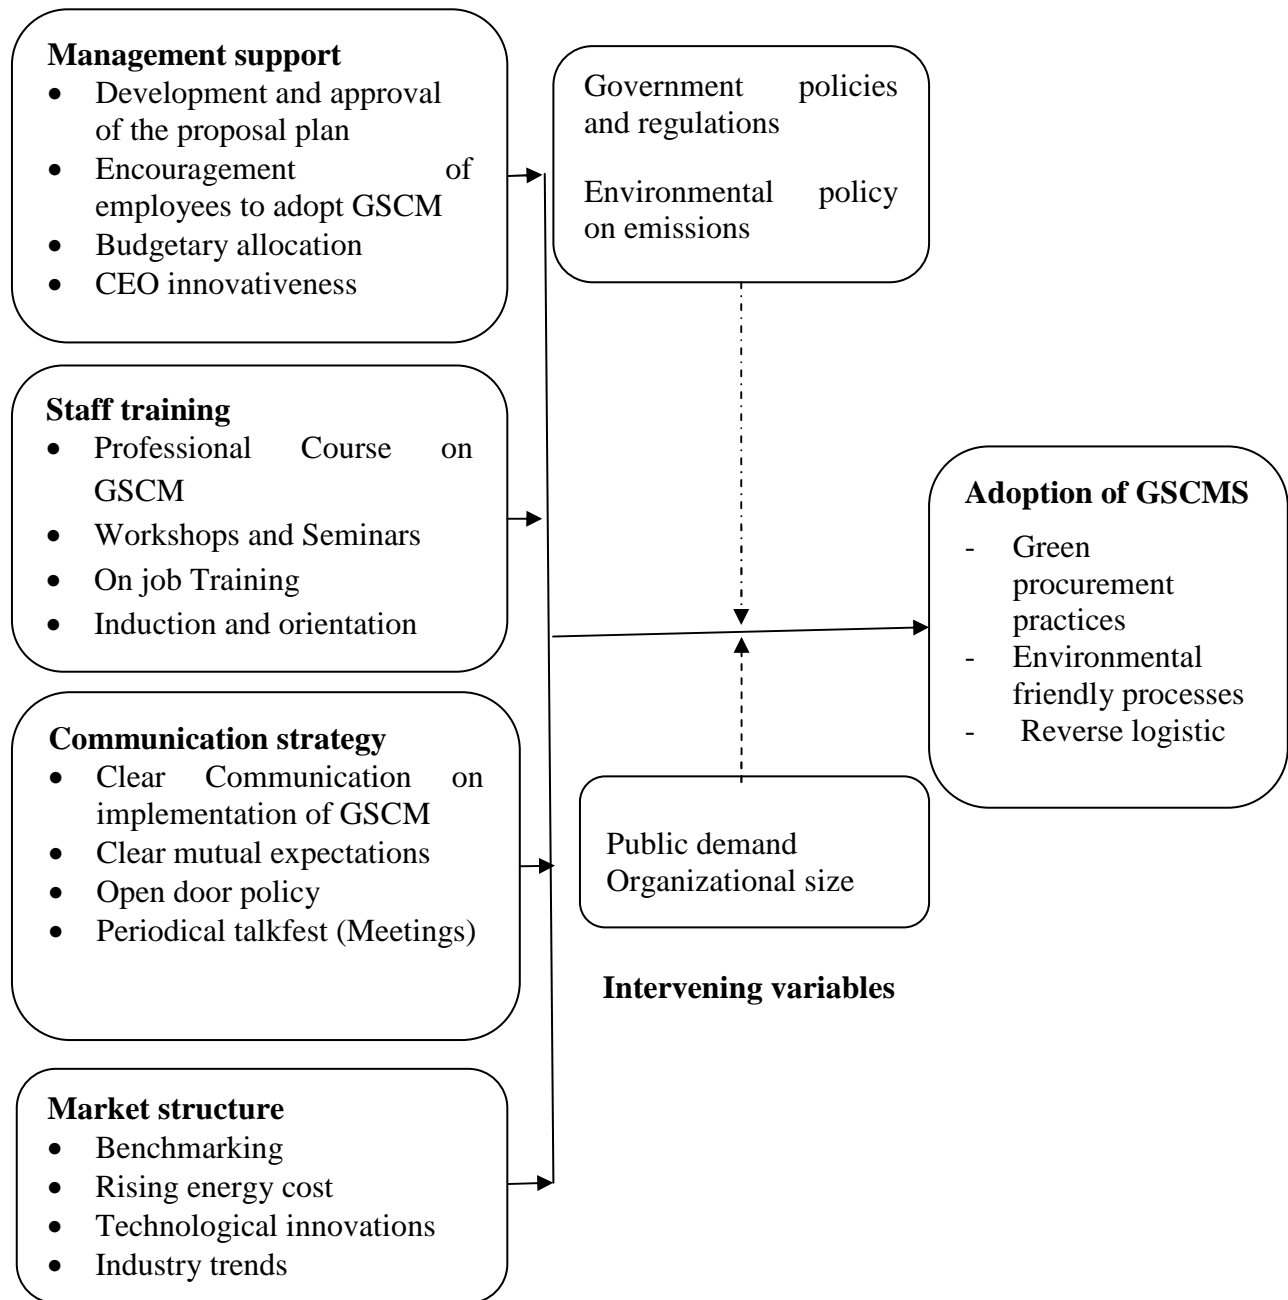 Management support
• Development and approval
of the proposal plan
• Encouragement of
employees to adopt GSCM
• Budgetary allocation
• CEO innovativeness
Staff training
• Professional Course on
GSCM
• Workshops and Seminars
• On job Training
• Induction and orientation
Communication strategy
• Clear Communication on
implementation of GSCM
• Clear mutual expectations
• Open door policy
• Periodical talkfest (Meetings)
Market structure
• Benchmarking
• Rising energy cost
• Technological innovations
• Industry trends
Government policies
and regulations
Environmental policy
on emissions
Public demand
Organizational size
Intervening variables
Adoption of GSCMS
- Green
procurement
practices
- Environmental
friendly processes
- Reverse logistic